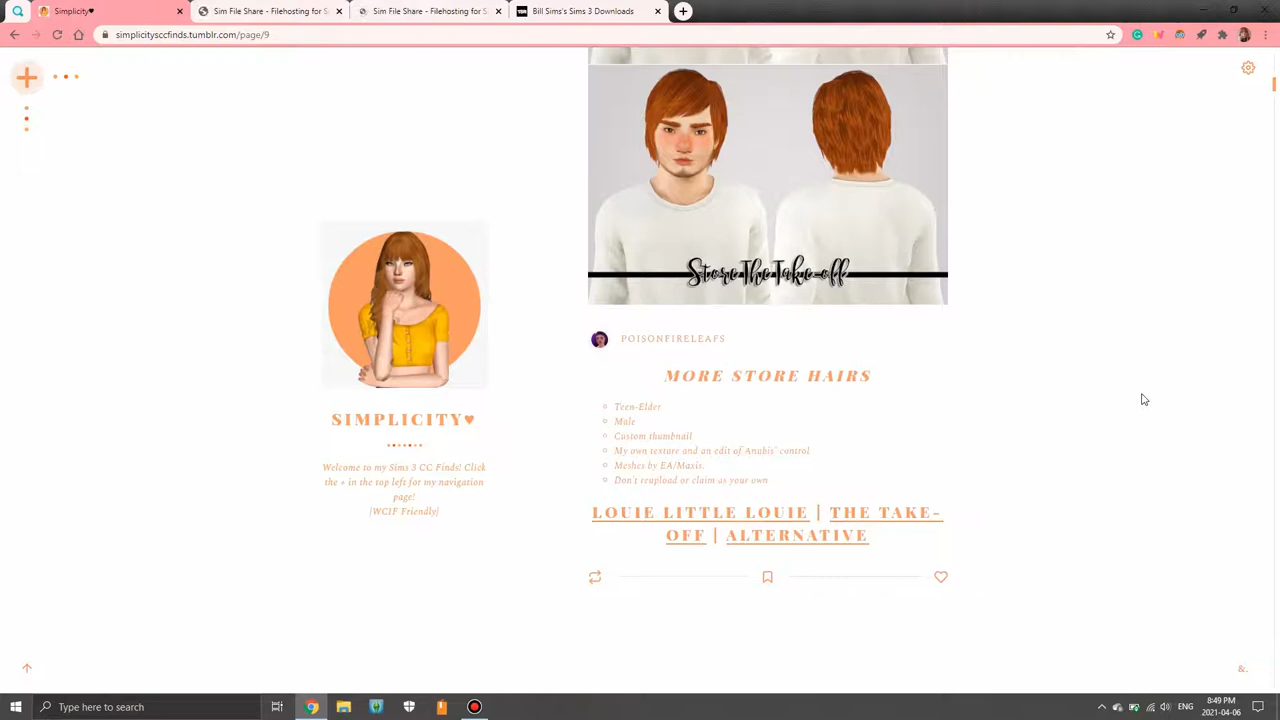 Simplicity♥
Sim File Share - Filehosting for S
Sim File Share - Filehosting for S
Bill Sims's Sims 3 Downloads
simplicitysccfinds.tumblr.com/page/9
Store The Take-off
POISONFIRELEAFS
MORE STORE HAIRS
Teen-Elder
Male
Custom thumbnail
My own texture and an edit of Anubis' control
Meshes by EA/Maxis.
Don't reupload or claim as your own
LOUIE LITTLE LOUIE | THE TAKE-
OFF | ALTERNATIVE
SIMPLICITY♥
Welcome to my Sims 3 CC Finds! Click
the + in the top left for my navigation
page!
[WCIF Friendly]
&.
Type here to search
ENG
8:49 PM
2021-04-06